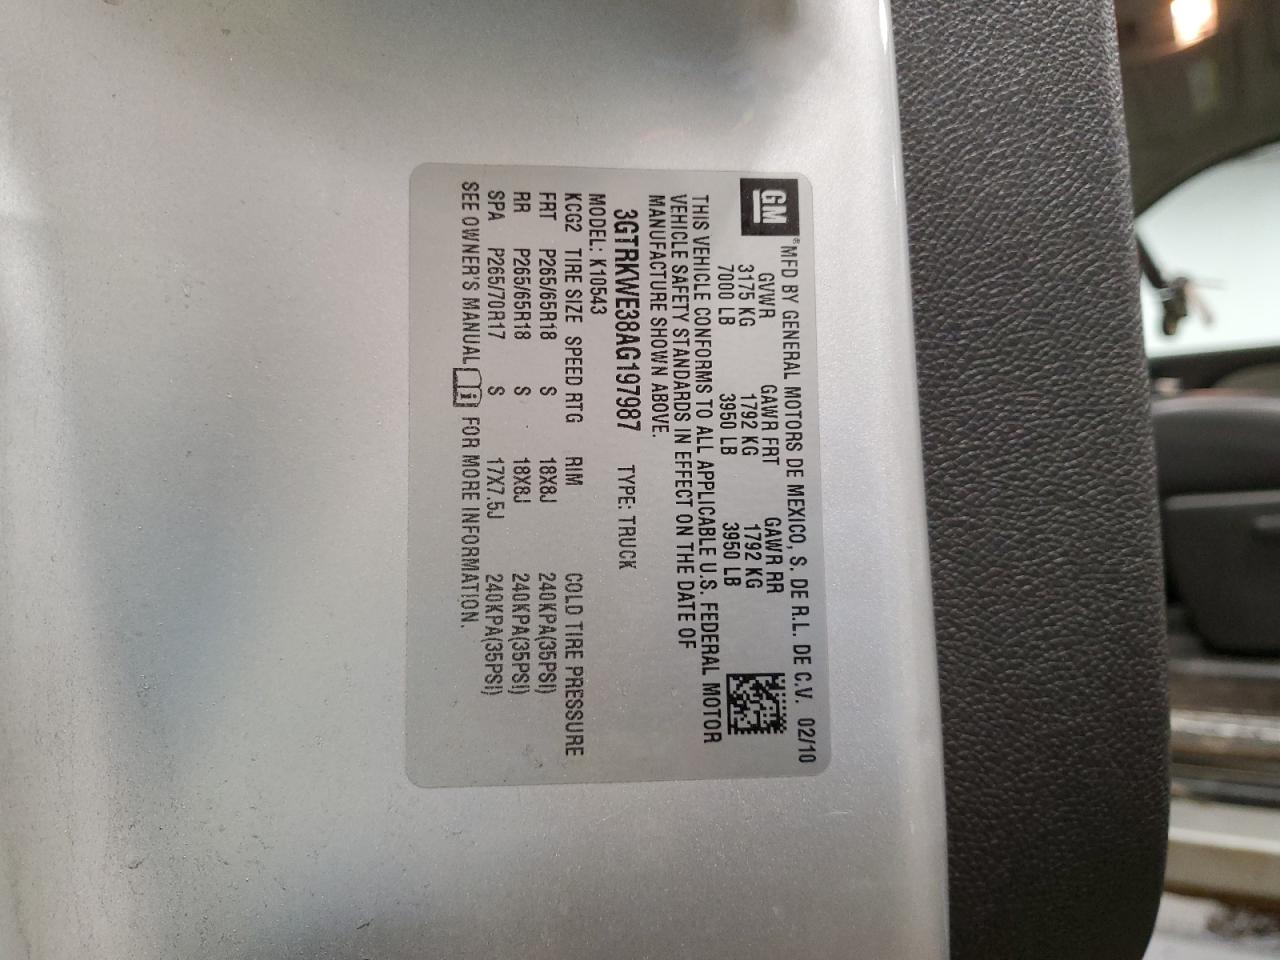 GM
®MFD BY GENERAL MOTORS DE MEXICO, S. DE R.L. DE C.V. 02/10
GVWR GAWR FRT GAWR RR
3175 KG 1792 KG 1792 KG
7000 LB 3950 LB 3950 LB
THIS VEHICLE CONFORMS TO ALL APPLICABLE U.S. FEDERAL MOTOR
VEHICLE SAFETY STANDARDS IN EFFECT ON THE DATE OF
MANUFACTURE SHOWN ABOVE.
3GTRKWE38AG197987 TYPE: TRUCK
MODEL: K10543
KCG2 TIRE SIZE SPEED RTG RIM COLD TIRE PRESSURE
FRT P265/65R18 S 18X8J 240KPA(35PSI)
RR P265/65R18 S 18X8J 240KPA(35PSI)
SPA P265/70R17 S 17X7.5J 240KPA(35PSI)
SEE OWNER'S MANUAL i FOR MORE INFORMATION.